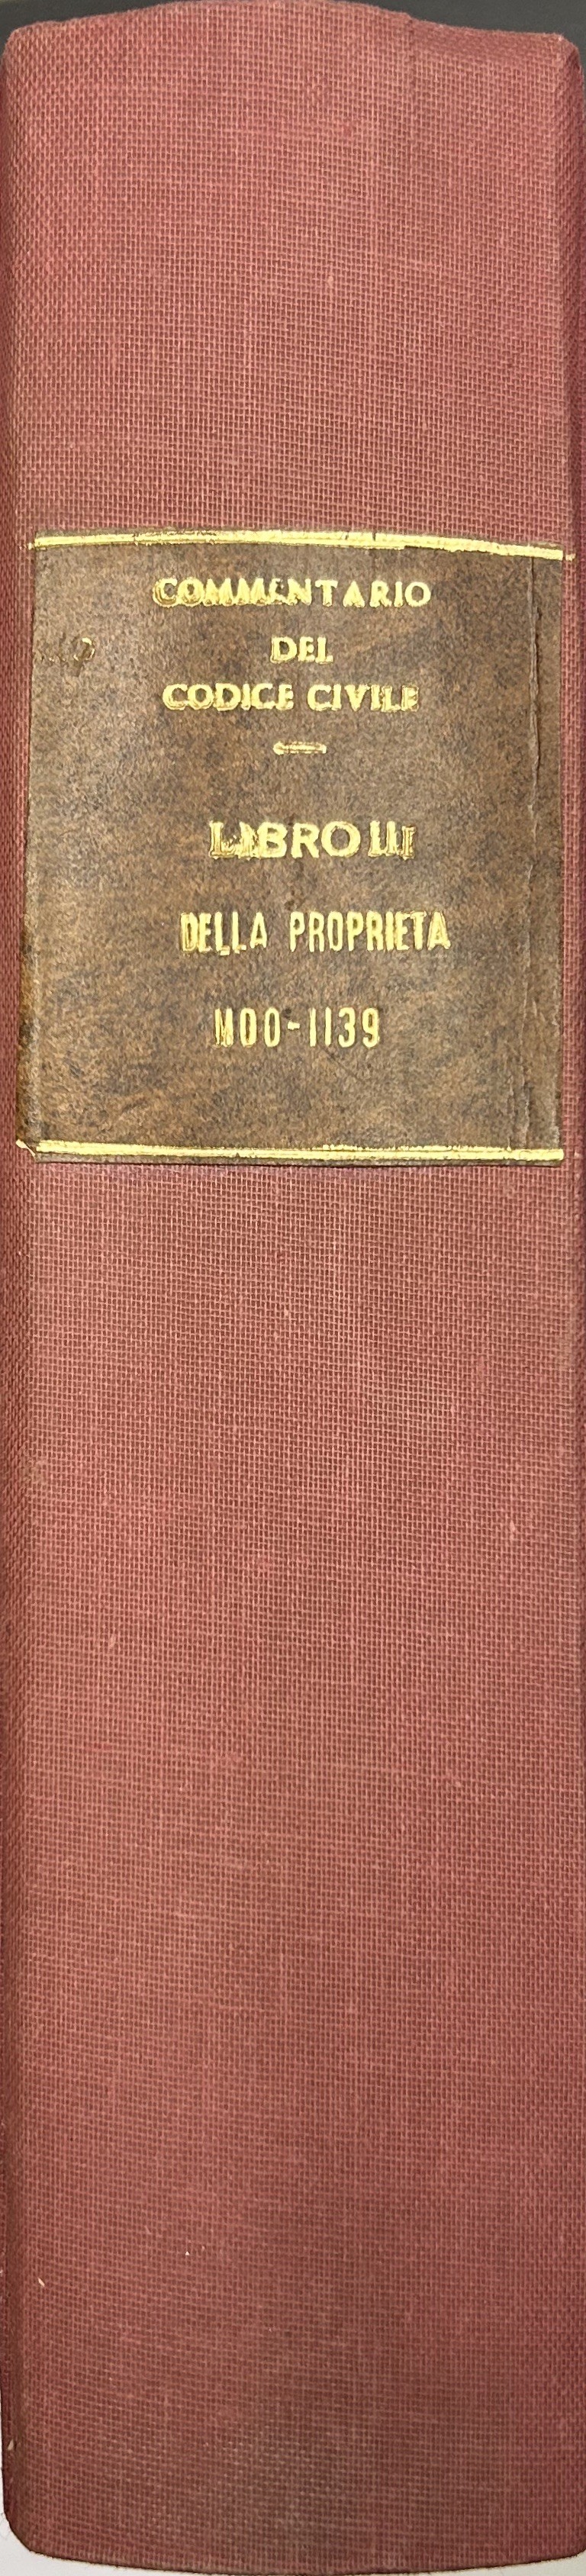 COMMENTARIO
DEL
CODICE CIVILE
LIBRO III
DELLA PROPRIETA
1100-1139